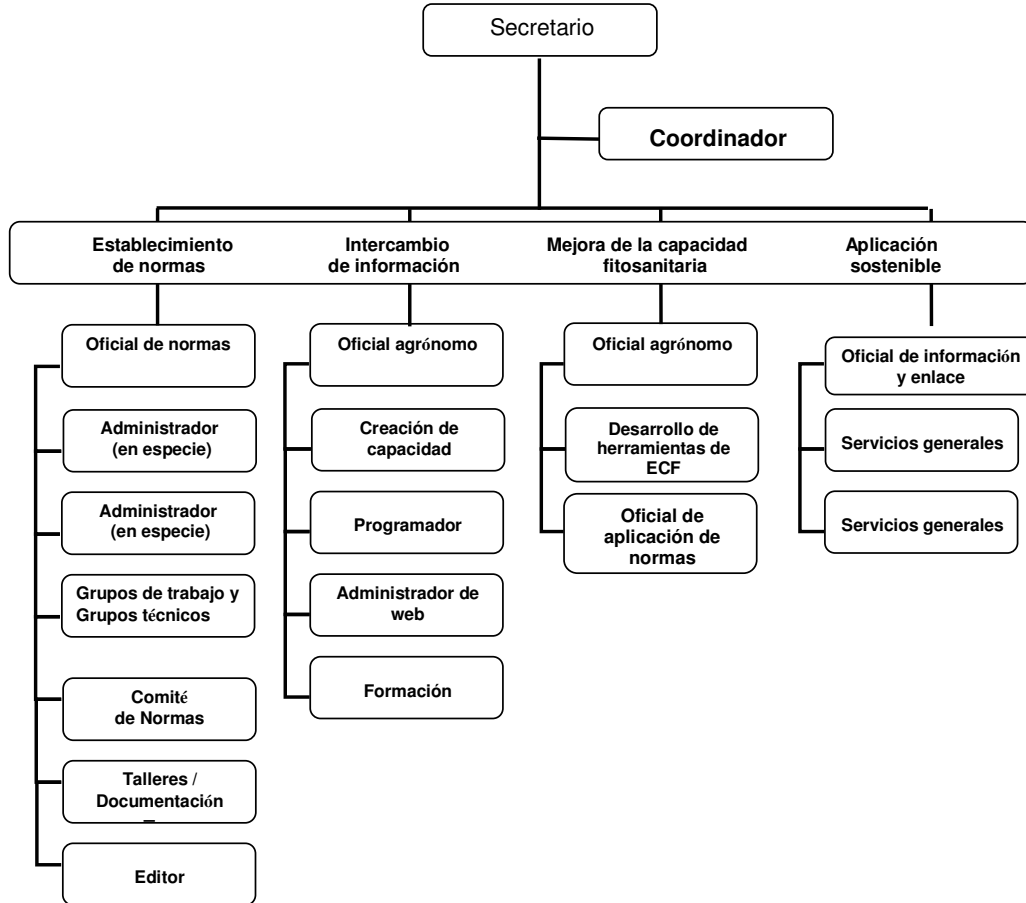 Secretario
Coordinador
Establecimiento
de normas
Intercambio
de información
Mejora de la capacidad
fitosanitaria
Aplicación
sostenible
Oficial de normas
Administrador
(en especie)
Administrador
(en especie)
Grupos de trabajo y
Grupos técnicos
Comité
de Normas
Talleres /
Documentación
Editor
Oficial agrónomo
Creación de
capacidad
Programador
Administrador de
web
Formación
Oficial agrónomo
Desarrollo de
herramientas de
ECF
Oficial de
aplicación de
normas
Oficial de información
y enlace
Servicios generales
Servicios generales